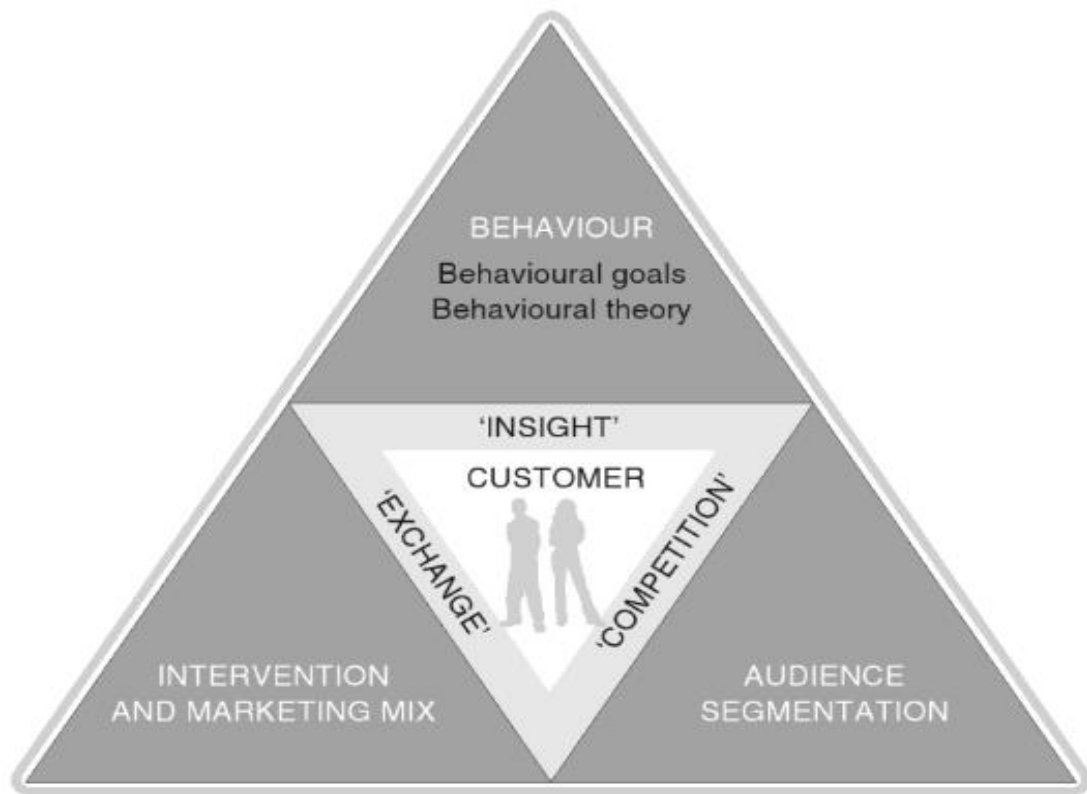 BEHAVIOUR
Behavioural goals
Behavioural theory
‘INSIGHT’
CUSTOMER
‘EXCHANGE’
‘COMPETITION’
INTERVENTION
AND MARKETING MIX
AUDIENCE
SEGMENTATION